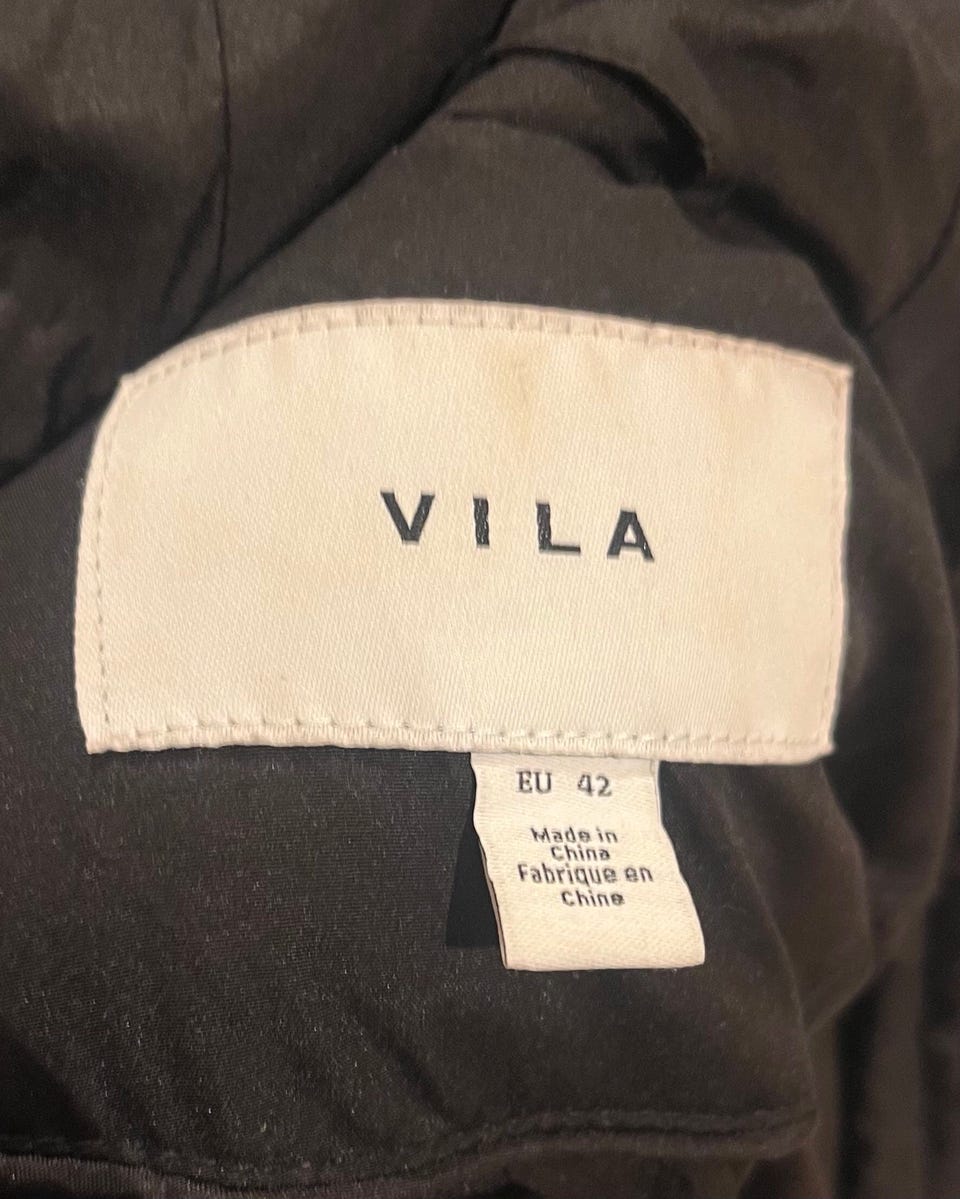 VILA
EU 42
Made in
China
Fabrique en
Chine